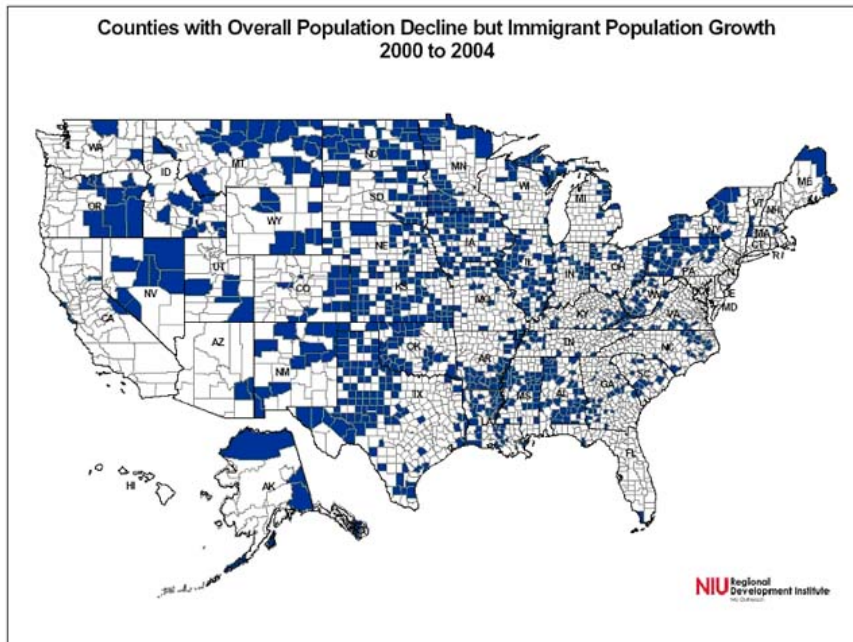 Counties with Overall Population Decline but Immigrant Population Growth
2000 to 2004
WA
MT
ND
MN
ME
ID
OR
SD
WI
VT
NH
WY
MI
NY
MA
CT
RI
NE
IA
PA
NJ
NV
UT
IL
IN
OH
DE
MD
CO
KS
MO
WV
VA
CA
KY
AZ
NM
OK
AR
TN
NC
SC
TX
MS
AL
GA
LA
FL
AK
HI
NIU Regional
Development Institute